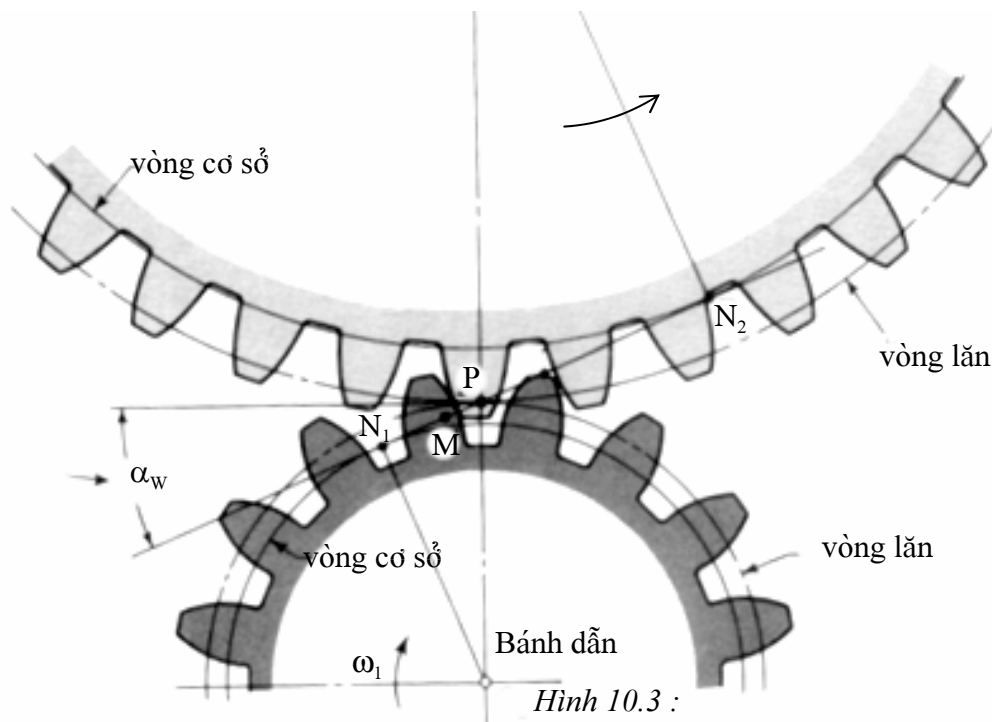 vòng cơ sở
N₂
vòng lăn
P
N₁
M
αw
vòng cơ sở
vòng lăn
Bánh dẫn
ω₁
Hình 10.3 :